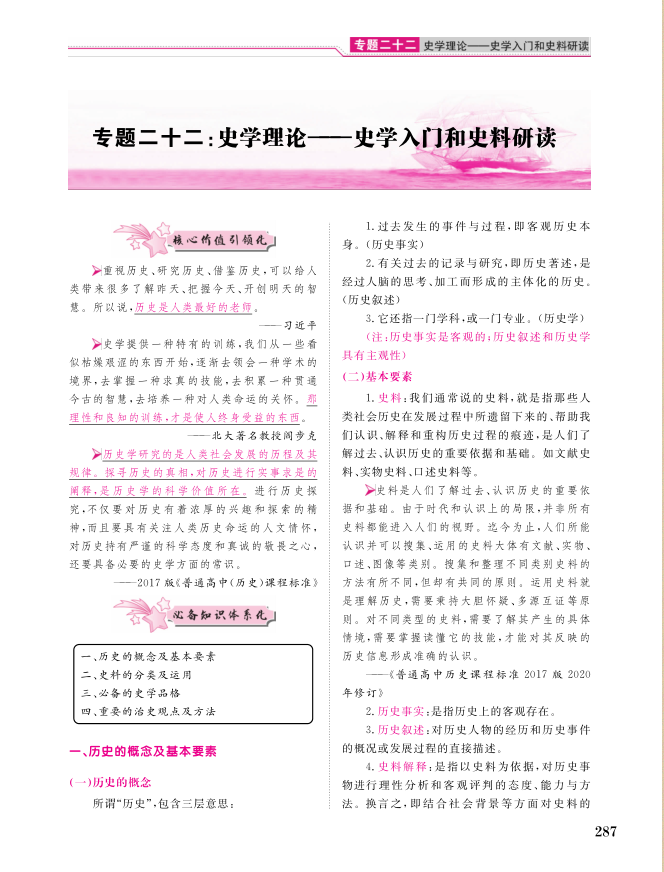 专题二十二 史学理论——史学入门和史料研读
专题二十二:史学理论——史学入门和史料研读
核心价值引领化
重视历史、研究历史、借鉴历史,可以给人
类带来很多了解昨天、把握今天、开创明天的智
慧。所以说,历史是人类最好的老师。
——习近平
史学提供一种特有的训练,我们从一些看
似枯燥艰涩的东西开始,逐渐去领会一种学术的
境界,去掌握一种求真的技能,去积累一种贯通
今古的智慧,去培养一种对人类命运的关怀。那
理性和良知的训练,才是使人终身受益的东西。
——北大著名教授阎步克
历史学研究的是人类社会发展的历程及其
规律。探寻历史的真相,对历史进行实事求是的
阐释,是历史学的科学价值所在。进行历史探
究,不仅要对历史有着浓厚的兴趣和探索的精
神,而且要具有关注人类历史命运的人文情怀,
对历史持有严谨的科学态度和真诚的敬畏之心,
还要具备必要的史学方面的常识。
——2017版《普通高中(历史)课程标准》
必备知识体系化
一、历史的概念及基本要素
二、史料的分类及运用
三、必备的史学品格
四、重要的治史观点及方法
一、历史的概念及基本要素
(一)历史的概念
所谓“历史”,包含三层意思:
1.过去发生的事件与过程,即客观历史本
身。(历史事实)
2.有关过去的记录与研究,即历史著述,是
经过人脑的思考、加工而形成的主体化的历史。
(历史叙述)
3.它还指一门学科,或一门专业。(历史学)
(注:历史事实是客观的;历史叙述和历史学
具有主观性)
(二)基本要素
1.史料:我们通常说的史料,就是指那些人
类社会历史在发展过程中所遗留下来的、帮助我
们认识、解释和重构历史过程的痕迹,是人们了
解过去、认识历史的重要依据和基础。如文献史
料、实物史料、口述史料等。
史料是人们了解过去、认识历史的重要依
据和基础。由于时代和认识上的局限,并非所有
史料都能进入人们的视野。迄今为止,人们所能
认识并可以搜集、运用的史料大体有文献、实物、
口述、图像等类别。搜集和整理不同类别史料的
方法有所不同,但却有共同的原则。运用史料就
是理解历史,需要秉持大胆怀疑、多源互证等原
则。对不同类型的史料,需要了解其产生的具体
情境,需要掌握读懂它的技能,才能对其反映的
历史信息形成准确的认识。
——《普通高中历史课程标准 2017 版 2020
年修订》
2.历史事实:是指历史上的客观存在。
3.历史叙述:对历史人物的经历和历史事件
的概况或发展过程的直接描述。
4.史料解释:是指以史料为依据,对历史事
物进行理性分析和客观评判的态度、能力与方
法。换言之,即结合社会背景等方面对史料的
287